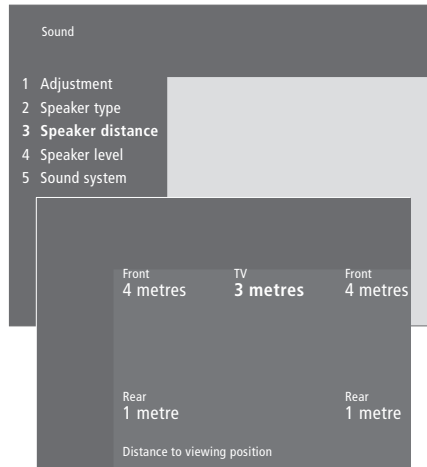 Sound
1 Adjustment
2 Speaker type
3 Speaker distance
4 Speaker level
5 Sound system
Front TV Front
4 metres 3 metres 4 metres
Rear Rear
1 metre 1 metre
Distance to viewing position